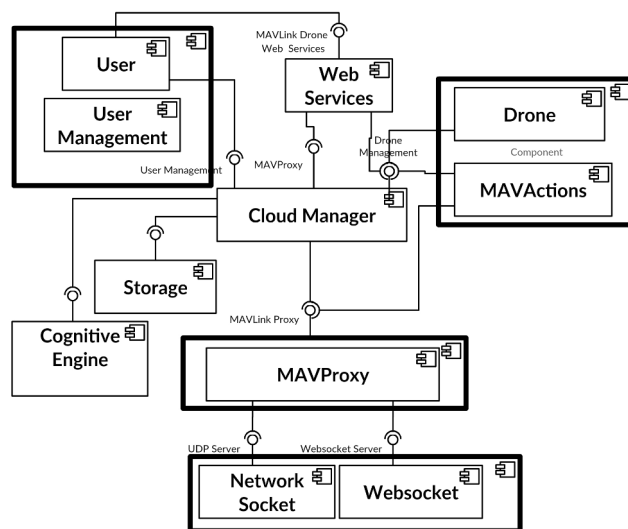 MAVLink Drone
Web Services
User
Web
Services
User
Management
Drone
Drone
Management
Component
User Management
MAVProxy
MAVActions
Cloud Manager
Storage
MAVLink Proxy
Cognitive
Engine
MAVProxy
UDP Server
Websocket Server
Network
Socket
Websocket